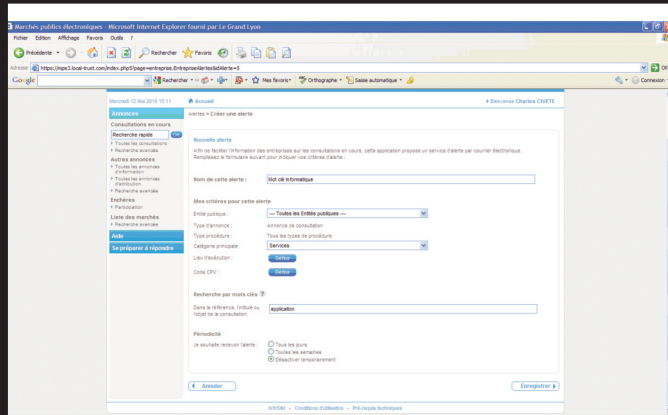 Marchés publics électroniques - Microsoft Internet Explorer fourni par Le Grand Lyon
Fichier Edition Affichage Favoris Outils ?
Précédente Rechercher Favoris
Adresse https://mpe3.local-trust.com/index.php5?page=entreprise.EntrepriseAlertes&idAlerte=5 OK
Google Rechercher Mes favoris Orthographe Saisie automatique Connexion
Mercredi 12 Mai 2010 15:11 Accueil Bienvenue Charles CIVETE
Annonces
Alertes > Créer une alerte
Consultations en cours
Recherche rapide OK
Toutes les consultations
Recherche avancée
Autres annonces
Toutes les annonces d'information
Toutes les annonces d'attribution
Recherche avancée
Enchères
Participation
Liste des marchés
Recherche avancée
Aide
Se préparer à répondre
Nouvelle alerte
Afin de faciliter l'information des entreprises sur les consultations en cours, cette application propose un service d'alerte par courrier électronique.
Remplissez le formulaire suivant pour indiquer vos critères d'alerte :
Nom de cette alerte : Mot clé informatique
Mes critères pour cette alerte
Entité publique : --- Toutes les Entités publiques ---
Type d'annonce : Annonce de consultation
Type procédure : Tous les types de procédure
Catégorie principale Services
Lieu d'exécution : Définir
Code CPV : Définir
Recherche par mots clés ?
Dans la référence, l'intitulé ou
l'objet de la consultation: application
Périodicité
Je souhaite recevoir l'alerte : Tous les jours
Toutes les semaines
Désactiver temporairement
Annuler Enregistrer
Info Site - Conditions d'utilisation - Pré-requis techniques